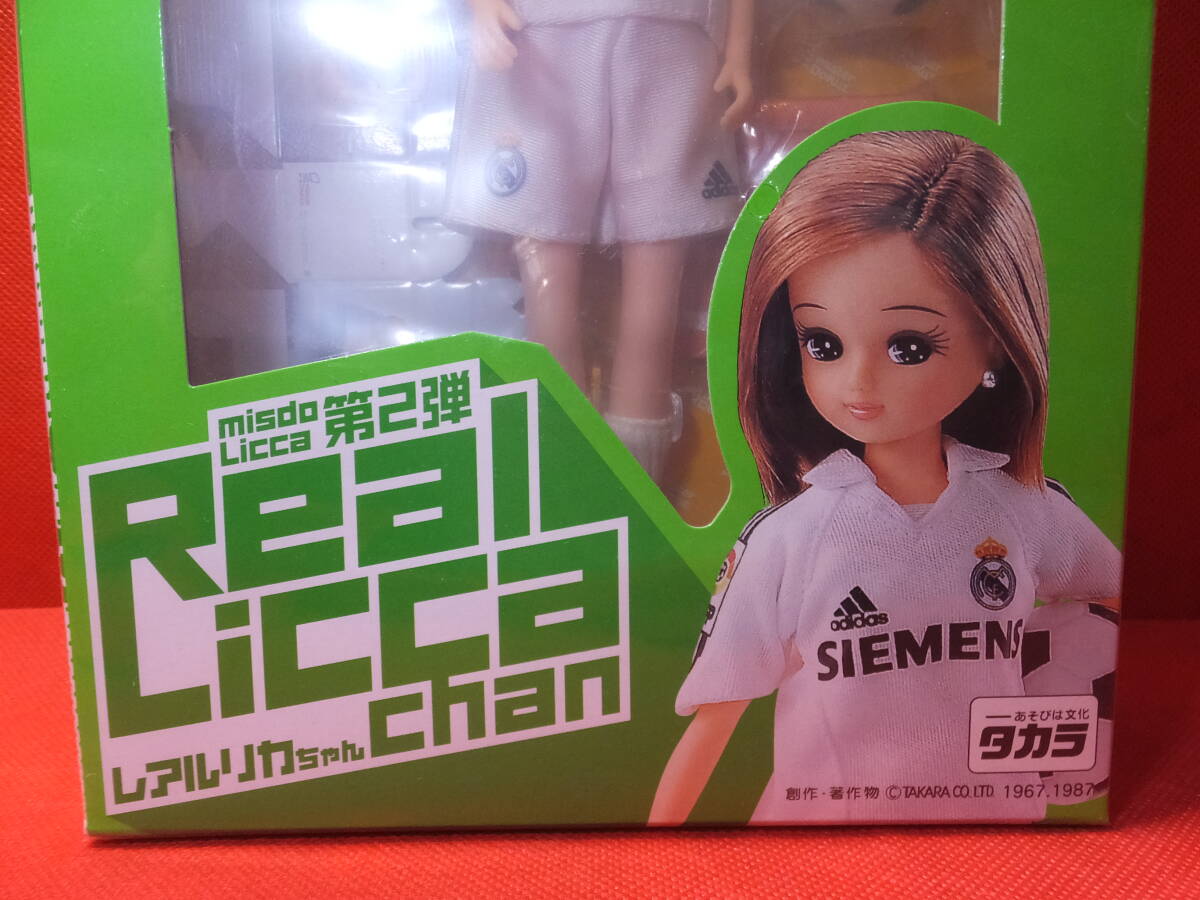 adidas
misdo
Licca 第2弾
Real
Licca
chan
レアルリカちゃん
adidas
SIEMENS
あそびは文化
タカラ
創作・著作物 ©TAKARA CO.,LTD. 1967.1987